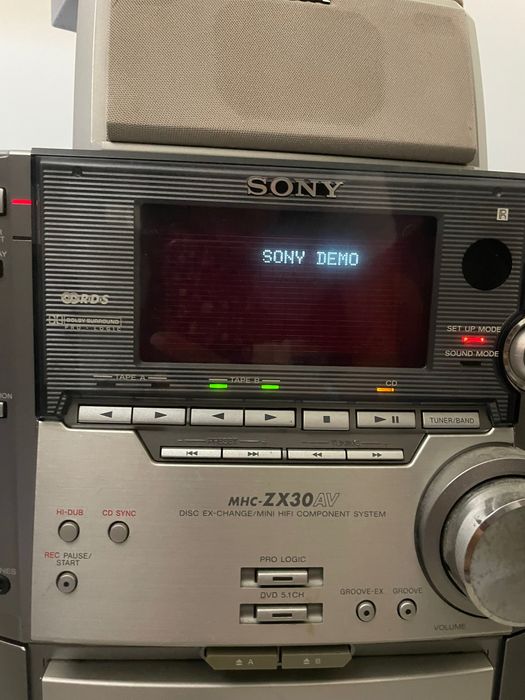 SONY
R
SONY DEMO
RDS
DOLBY SURROUND
PRO • LOGIC
SET UP MODE
SOUND MODE
TAPE A
TAPE B
CD
TUNER/BAND
PRESET
TUNING
MHC-ZX30AV
DISC EX-CHANGE/MINI HIFI COMPONENT SYSTEM
HI-DUB
CD SYNC
REC PAUSE/
START
PRO LOGIC
DVD 5.1CH
GROOVE-EX
GROOVE
VOLUME
A
B